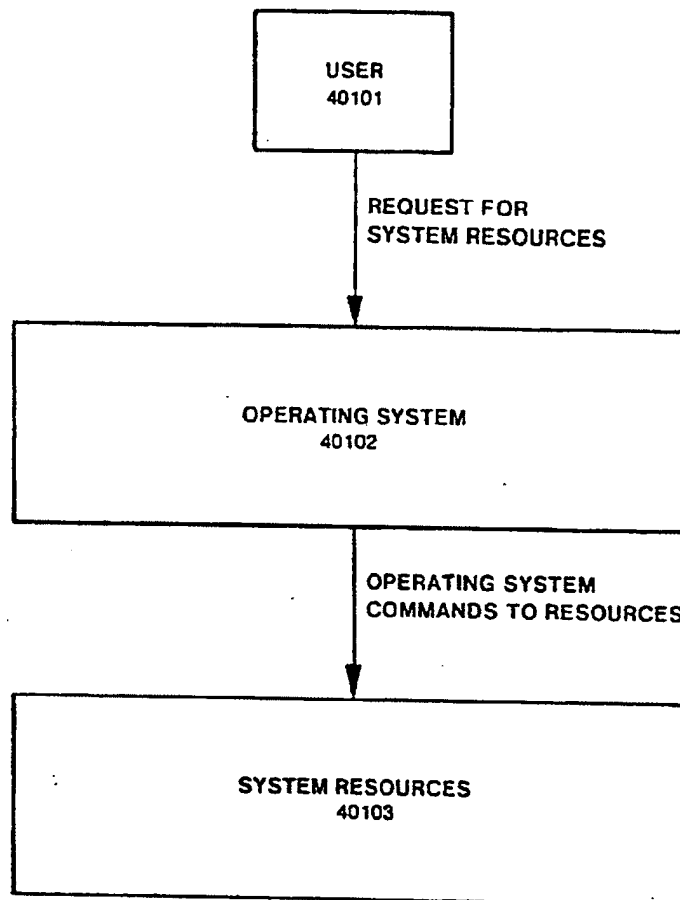 USER
40101
REQUEST FOR
SYSTEM RESOURCES
OPERATING SYSTEM
40102
OPERATING SYSTEM
COMMANDS TO RESOURCES
SYSTEM RESOURCES
40103